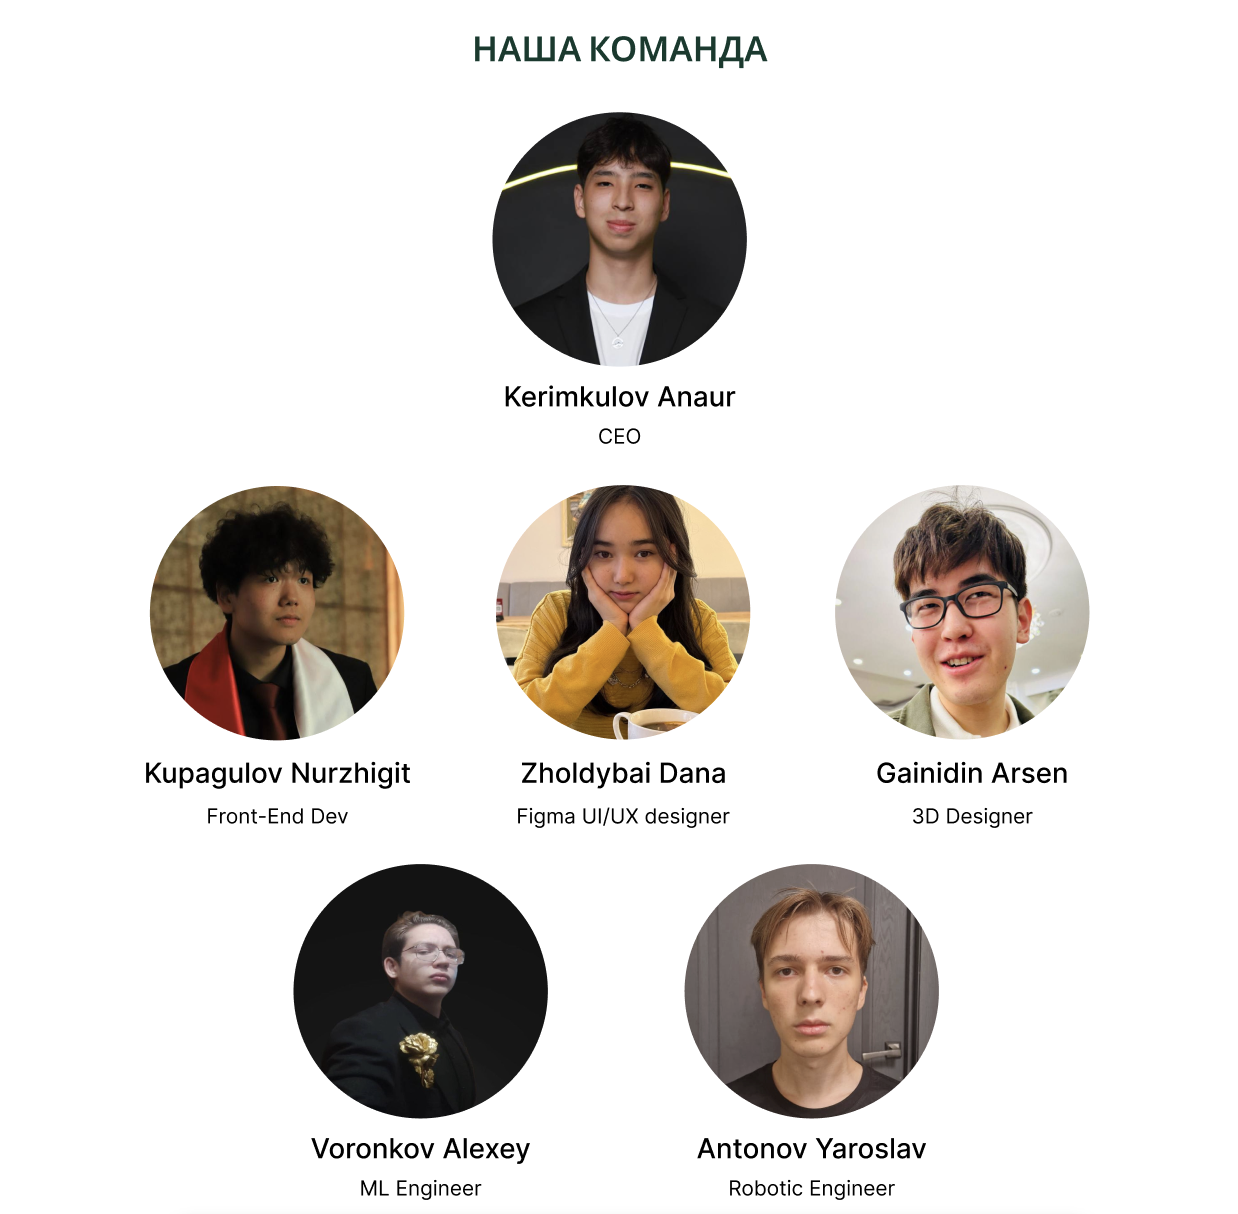 НАША КОМАНДА
Kerimkulov Anaur
CEO
Kupagulov Nurzhigit
Zholdybai Dana
Gainidin Arsen
Front-End Dev
Figma UI/UX designer
3D Designer
Voronkov Alexey
Antonov Yaroslav
ML Engineer
Robotic Engineer